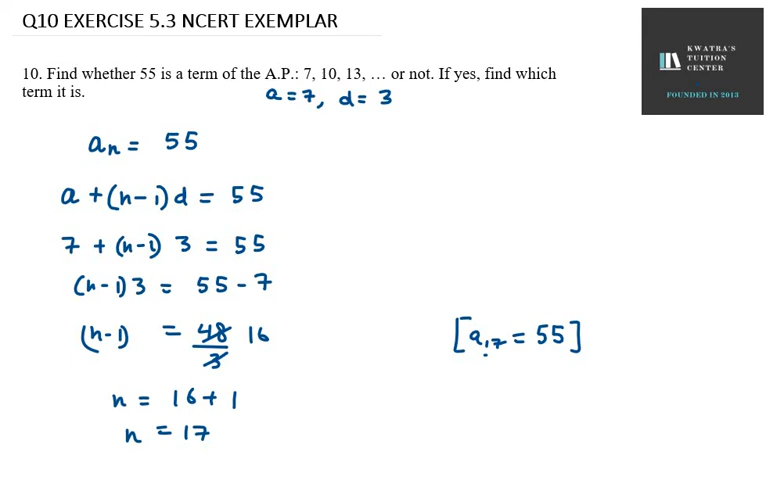 Q10 EXERCISE 5.3 NCERT EXEMPLAR
KWATRA'S
TUITION
CENTER
FOUNDED IN 2013
10. Find whether 55 is a term of the A.P.: 7, 10, 13, … or not. If yes, find which
term it is.
a = 7, d = 3
an = 55
a + (n-1) d = 55
7 + (n-1) 3 = 55
(n-1) 3 = 55 - 7
(n-1) = 48/3 16
[a17 = 55]
n = 16 + 1
n = 17